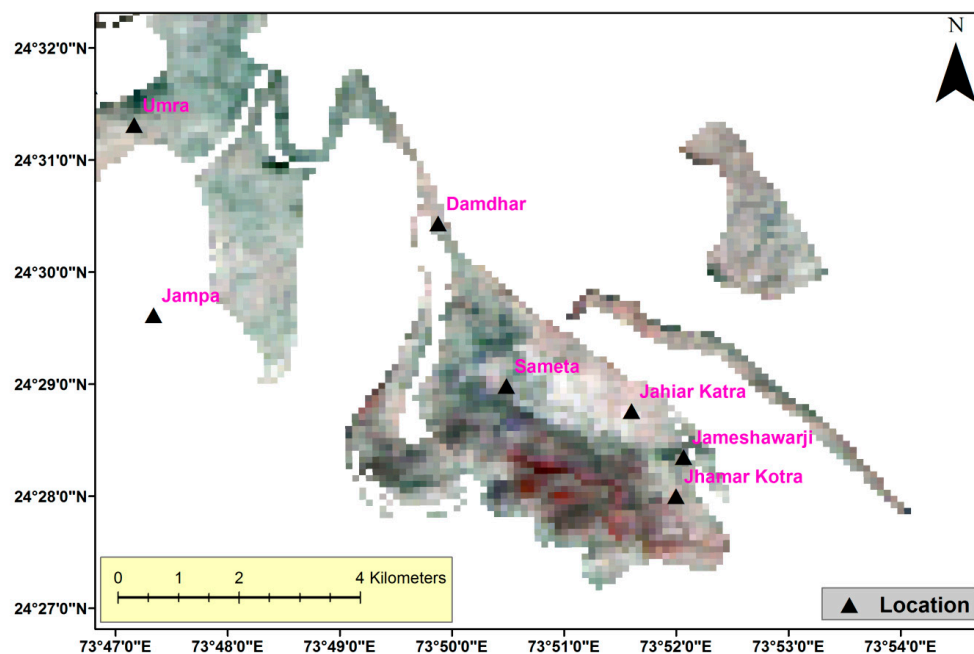 N
24°32'0"N
Umra
24°31'0"N
Damdhar
24°30'0"N
Jampa
24°29'0"N
Sameta
Jahiar Katra
Jameshawarji
24°28'0"N
Jhamar Kotra
0 1 2 4 Kilometers
24°27'0"N
Location
73°47'0"E 73°48'0"E 73°49'0"E 73°50'0"E 73°51'0"E 73°52'0"E 73°53'0"E 73°54'0"E